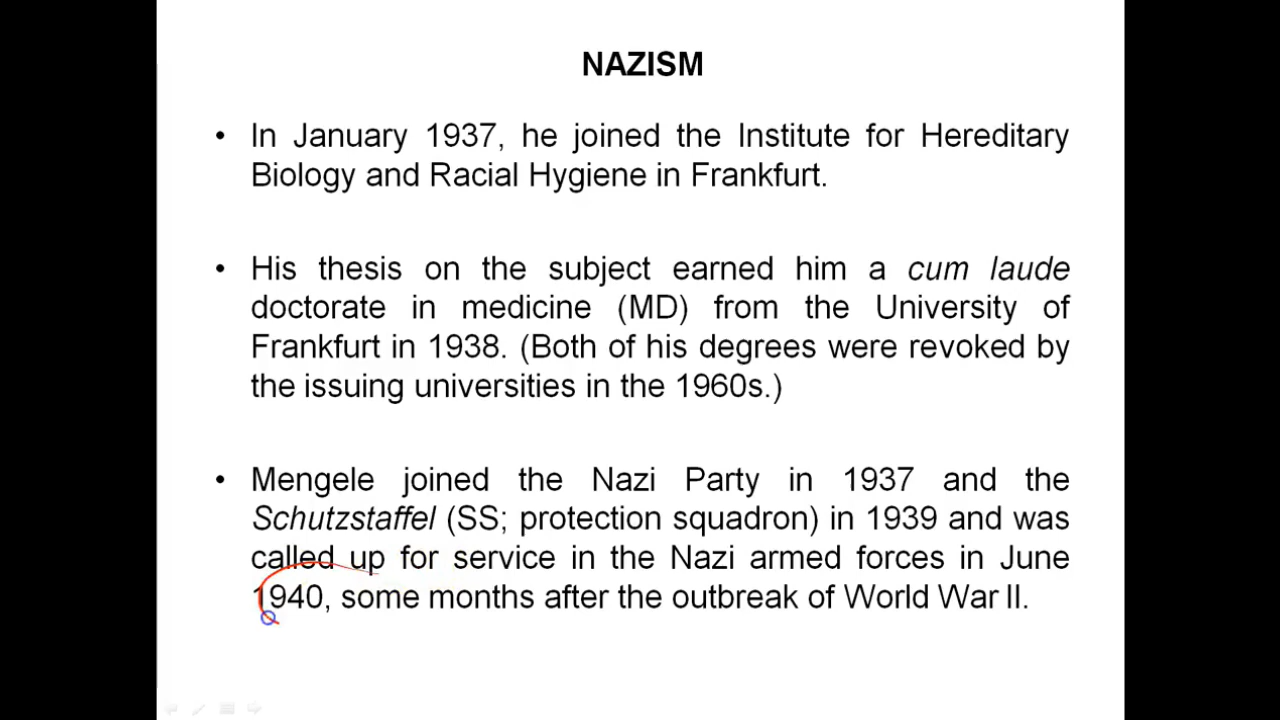 NAZISM
• In January 1937, he joined the Institute for Hereditary
Biology and Racial Hygiene in Frankfurt.
• His thesis on the subject earned him a cum laude
doctorate in medicine (MD) from the University of
Frankfurt in 1938. (Both of his degrees were revoked by
the issuing universities in the 1960s.)
• Mengele joined the Nazi Party in 1937 and the
Schutzstaffel (SS; protection squadron) in 1939 and was
called up for service in the Nazi armed forces in June
1940, some months after the outbreak of World War II.